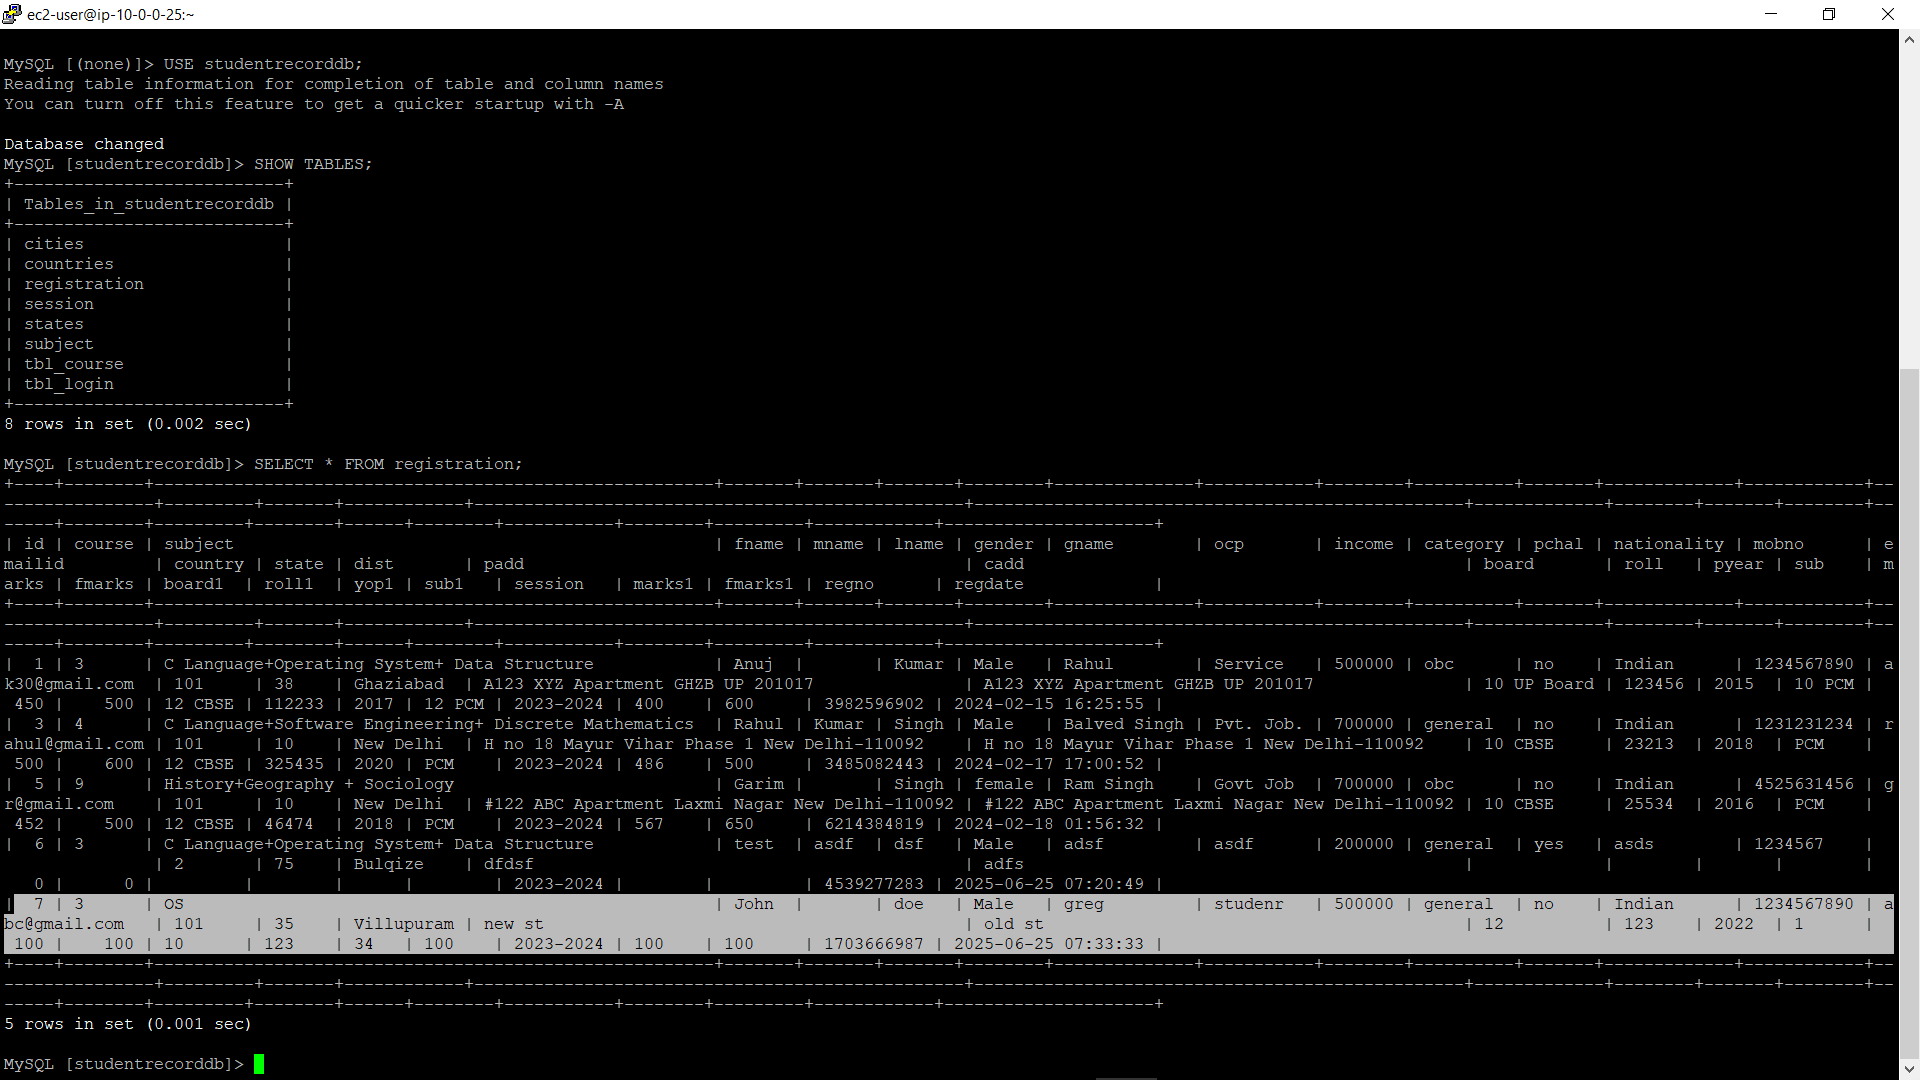 ec2-user@ip-10-0-0-25:~
MySQL [(none)]> USE studentrecorddb;
Reading table information for completion of table and column names
You can turn off this feature to get a quicker startup with -A
Database changed
MySQL [studentrecorddb]> SHOW TABLES;
+---------------------------+
| Tables_in_studentrecorddb |
+---------------------------+
| cities                    |
| countries                 |
| registration              |
| session                   |
| states                    |
| subject                   |
| tbl_course                |
| tbl_login                 |
+---------------------------+
8 rows in set (0.002 sec)
MySQL [studentrecorddb]> SELECT * FROM registration;
| id | course | subject | fname | mname | lname | gender | gname | ocp | income | category | pchal | nationality | mobno | e
mailid | country | state | dist | padd | cadd | board | roll | pyear | sub | m
arks | fmarks | board1 | roll1 | yop1 | sub1 | session | marks1 | fmarks1 | regno | regdate |
| 1 | 3 | C Language+Operating System+ Data Structure | Anuj | | Kumar | Male | Rahul | Service | 500000 | obc | no | Indian | 1234567890 | a
k30@gmail.com | 101 | 38 | Ghaziabad | A123 XYZ Apartment GHZB UP 201017 | A123 XYZ Apartment GHZB UP 201017 | 10 UP Board | 123456 | 2015 | 10 PCM |
450 | 500 | 12 CBSE | 112233 | 2017 | 12 PCM | 2023-2024 | 400 | 600 | 3982596902 | 2024-02-15 16:25:55 |
| 3 | 4 | C Language+Software Engineering+ Discrete Mathematics | Rahul | Kumar | Singh | Male | Balved Singh | Pvt. Job. | 700000 | general | no | Indian | 1231231234 | r
ahul@gmail.com | 101 | 10 | New Delhi | H no 18 Mayur Vihar Phase 1 New Delhi-110092 | H no 18 Mayur Vihar Phase 1 New Delhi-110092 | 10 CBSE | 23213 | 2018 | PCM |
500 | 600 | 12 CBSE | 325435 | 2020 | PCM | 2023-2024 | 486 | 500 | 3485082443 | 2024-02-17 17:00:52 |
| 5 | 9 | History+Geography + Sociology | Garim | | Singh | female | Ram Singh | Govt Job | 700000 | obc | no | Indian | 4525631456 | g
r@gmail.com | 101 | 10 | New Delhi | #122 ABC Apartment Laxmi Nagar New Delhi-110092 | #122 ABC Apartment Laxmi Nagar New Delhi-110092 | 10 CBSE | 25534 | 2016 | PCM |
452 | 500 | 12 CBSE | 46474 | 2018 | PCM | 2023-2024 | 567 | 650 | 6214384819 | 2024-02-18 01:56:32 |
| 6 | 3 | C Language+Operating System+ Data Structure | test | asdf | dsf | Male | adsf | asdf | 200000 | general | yes | asds | 1234567 |
| 2 | 75 | Bulqize | dfdsf | adfs | | | | |
0 | 0 | | | | | 2023-2024 | | | 4539277283 | 2025-06-25 07:20:49 |
| 7 | 3 | OS | John | | doe | Male | greg | studenr | 500000 | general | no | Indian | 1234567890 | a
bc@gmail.com | 101 | 35 | Villupuram | new st | old st | 12 | 123 | 2022 | 1 |
100 | 100 | 10 | 123 | 34 | 100 | 2023-2024 | 100 | 100 | 1703666987 | 2025-06-25 07:33:33 |
5 rows in set (0.001 sec)
MySQL [studentrecorddb]>